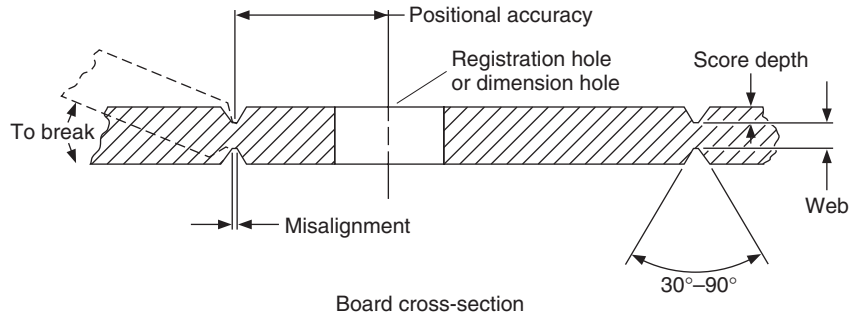 Positional accuracy
Registration hole
or dimension hole
Score depth
To break
Web
Misalignment
30°–90°
Board cross-section